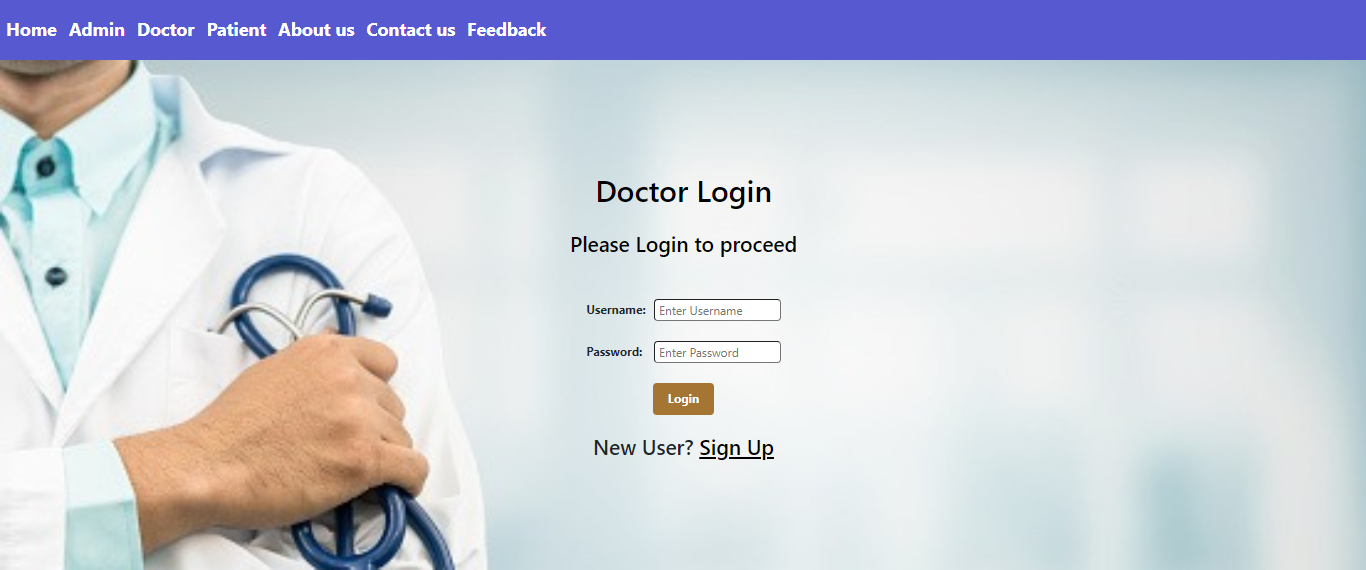 Home Admin Doctor Patient About us Contact us Feedback
Doctor Login
Please Login to proceed
Username: Enter Username
Password: Enter Password
Login
New User? Sign Up